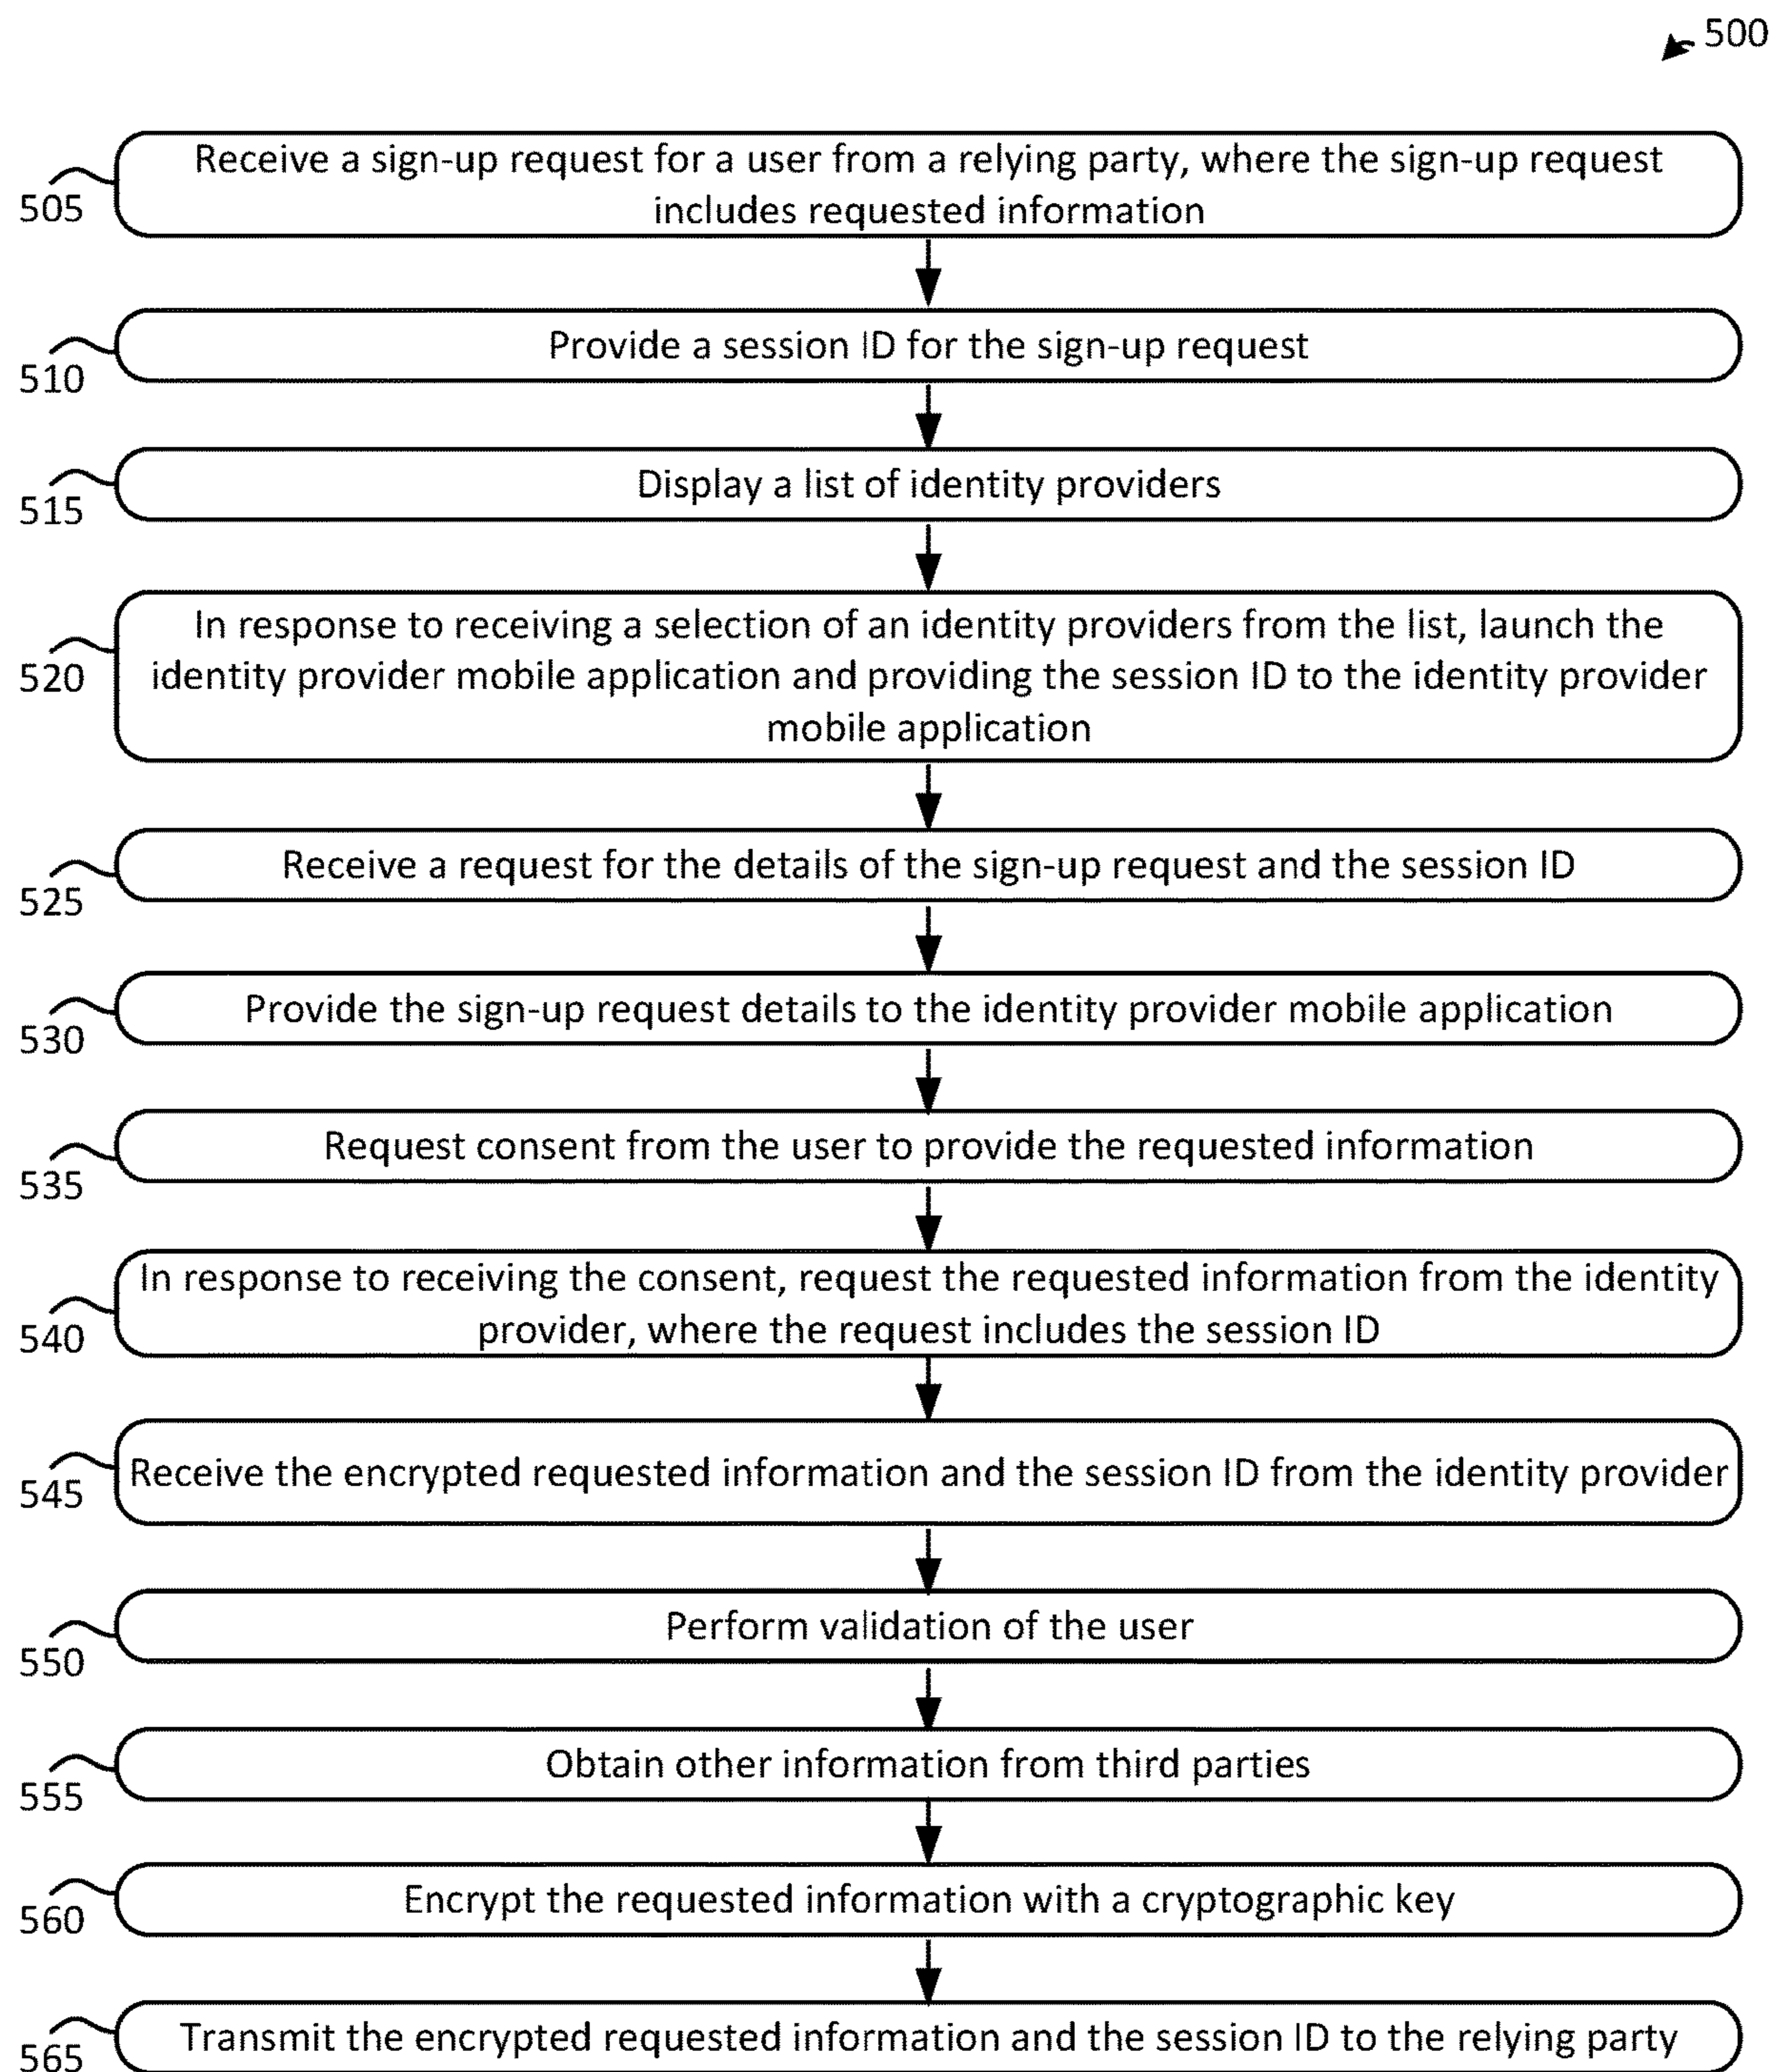 500
Receive a sign-up request for a user from a relying party, where the sign-up request
includes requested information
505
Provide a session ID for the sign-up request
510
Display a list of identity providers
515
In response to receiving a selection of an identity providers from the list, launch the
identity provider mobile application and providing the session ID to the identity provider
mobile application
520
Receive a request for the details of the sign-up request and the session ID
525
Provide the sign-up request details to the identity provider mobile application
530
Request consent from the user to provide the requested information
535
In response to receiving the consent, request the requested information from the identity
provider, where the request includes the session ID
540
Receive the encrypted requested information and the session ID from the identity provider
545
Perform validation of the user
550
Obtain other information from third parties
555
Encrypt the requested information with a cryptographic key
560
Transmit the encrypted requested information and the session ID to the relying party
565